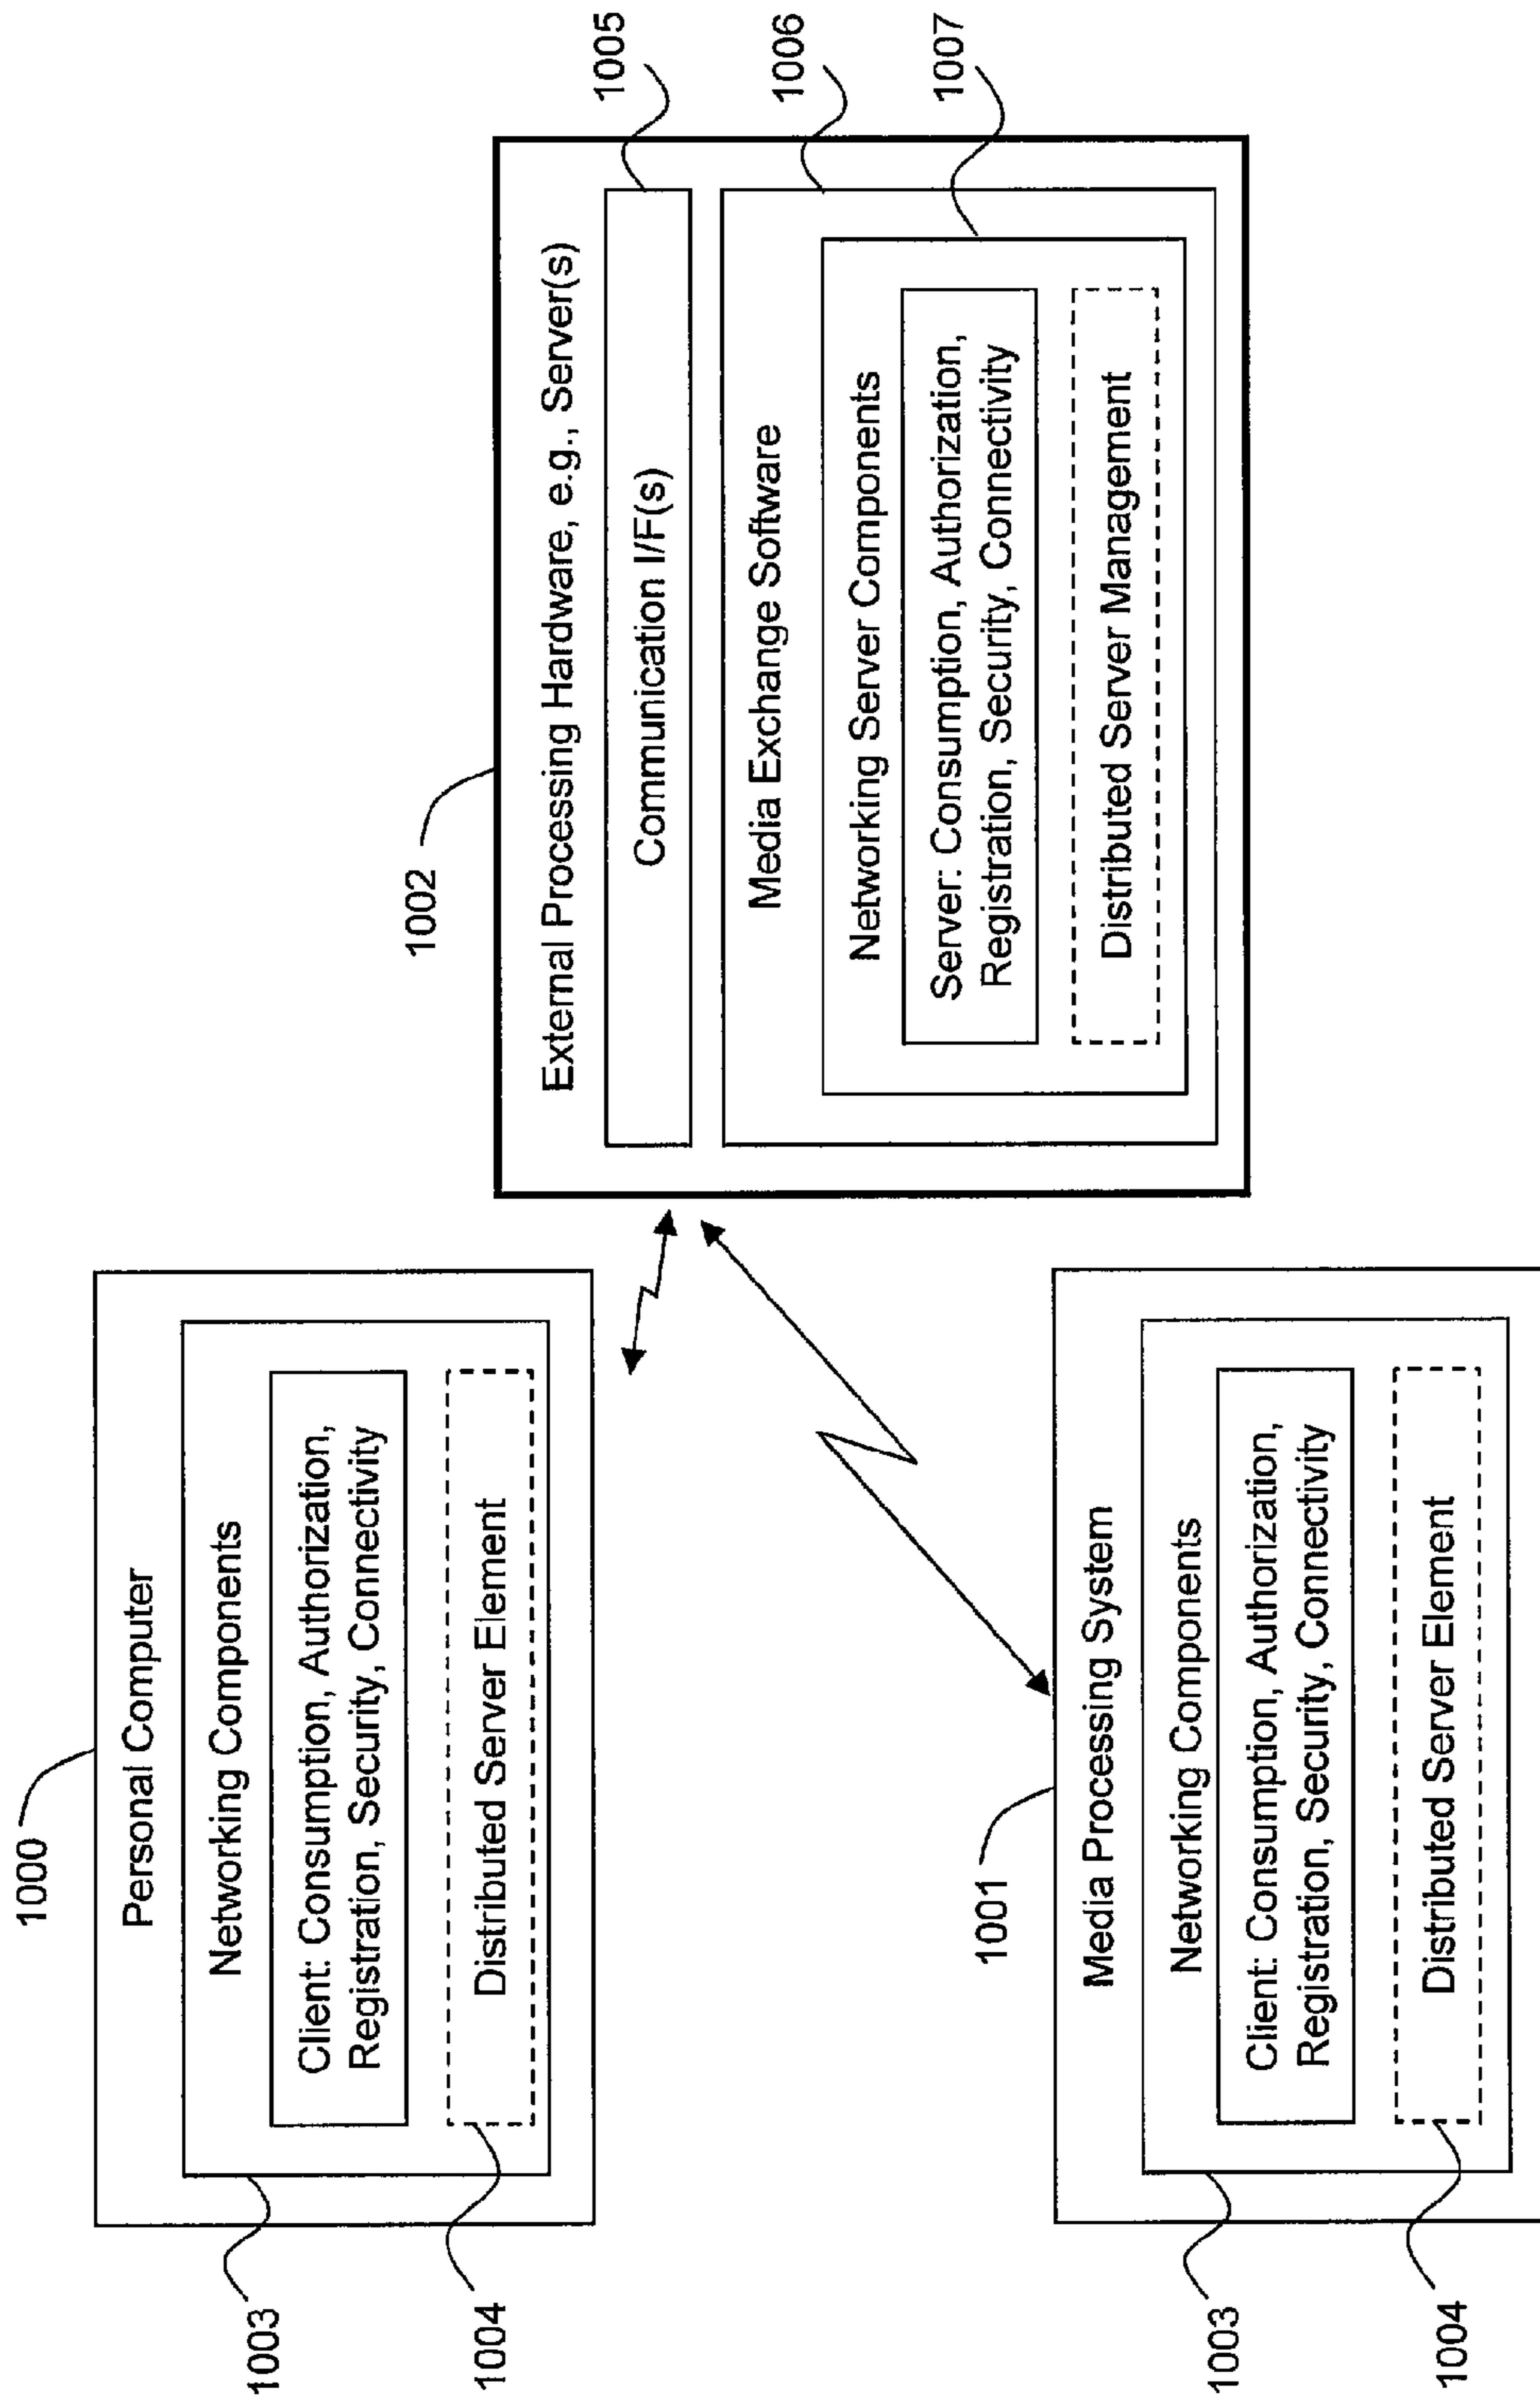 1000
Personal Computer
Networking Components
Client: Consumption, Authorization,
Registration, Security, Connectivity
Distributed Server Element
1003
1004
1002
External Processing Hardware, e.g., Server(s)
Communication I/F(s)
Media Exchange Software
Networking Server Components
Server: Consumption, Authorization,
Registration, Security, Connectivity
Distributed Server Management
1005
1006
1007
1001
Media Processing System
Networking Components
Client: Consumption, Authorization,
Registration, Security, Connectivity
Distributed Server Element
1003
1004